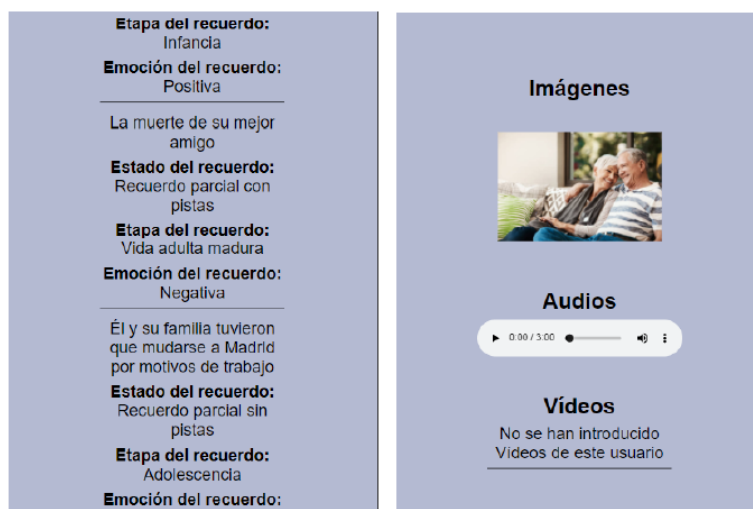 Etapa del recuerdo:
Infancia
Emoción del recuerdo:
Positiva
La muerte de su mejor
amigo
Estado del recuerdo:
Recuerdo parcial con
pistas
Etapa del recuerdo:
Vida adulta madura
Emoción del recuerdo:
Negativa
Él y su familia tuvieron
que mudarse a Madrid
por motivos de trabajo
Estado del recuerdo:
Recuerdo parcial sin
pistas
Etapa del recuerdo:
Adolescencia
Emoción del recuerdo:
Imágenes
Audios
0:00 / 3:00
Vídeos
No se han introducido
Vídeos de este usuario